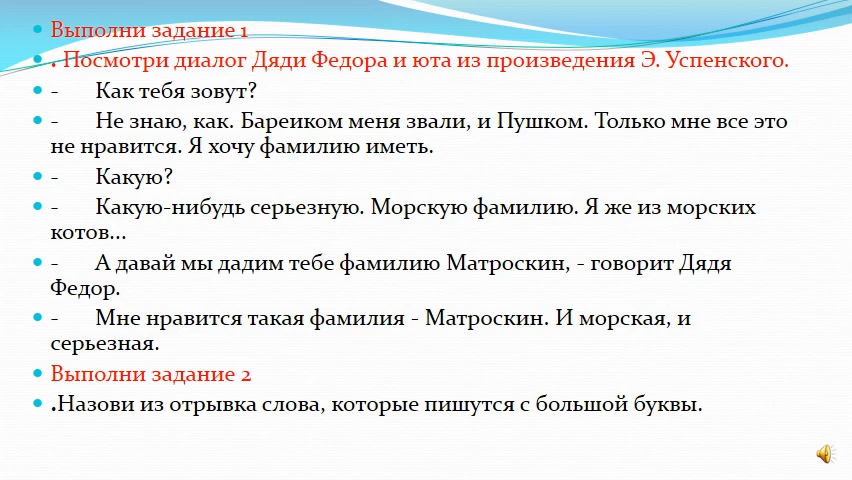 Выполни задание 1
. Посмотри диалог Дяди Федора и юта из произведения Э. Успенского.
- Как тебя зовут?
- Не знаю, как. Бареиком меня звали, и Пушком. Только мне все это
не нравится. Я хочу фамилию иметь.
- Какую?
- Какую-нибудь серьезную. Морскую фамилию. Я же из морских
котов...
- А давай мы дадим тебе фамилию Матроскин, - говорит Дядя
Федор.
- Мне нравится такая фамилия - Матроскин. И морская, и
серьезная.
Выполни задание 2
.Назови из отрывка слова, которые пишутся с большой буквы.